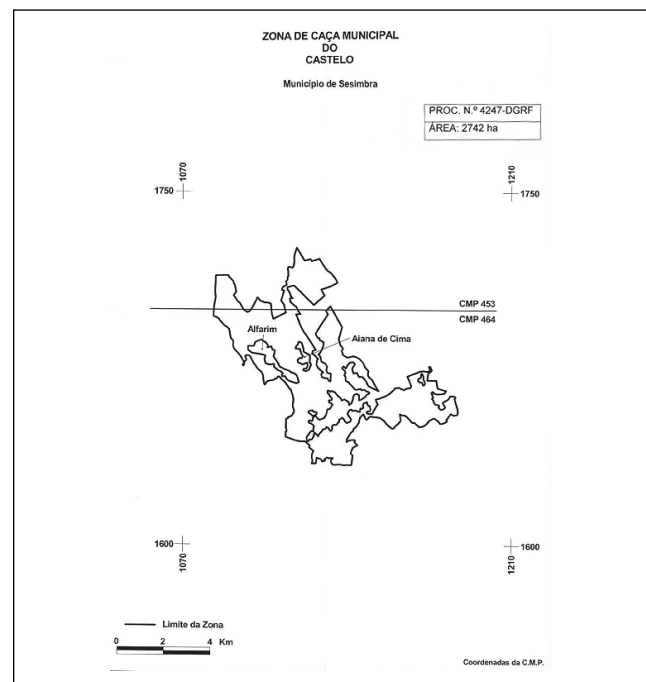 ZONA DE CAÇA MUNICIPAL
DO
CASTELO
Município de Sesimbra
PROC. N.º 4247-DGRF
ÁREA: 2742 ha
1070
1210
1750
1750
CMP 453
CMP 464
Alfarim
Aiana de Cima
1600
1600
1070
1210
Limite da Zona
0 2 4 Km
Coordenadas da C.M.P.